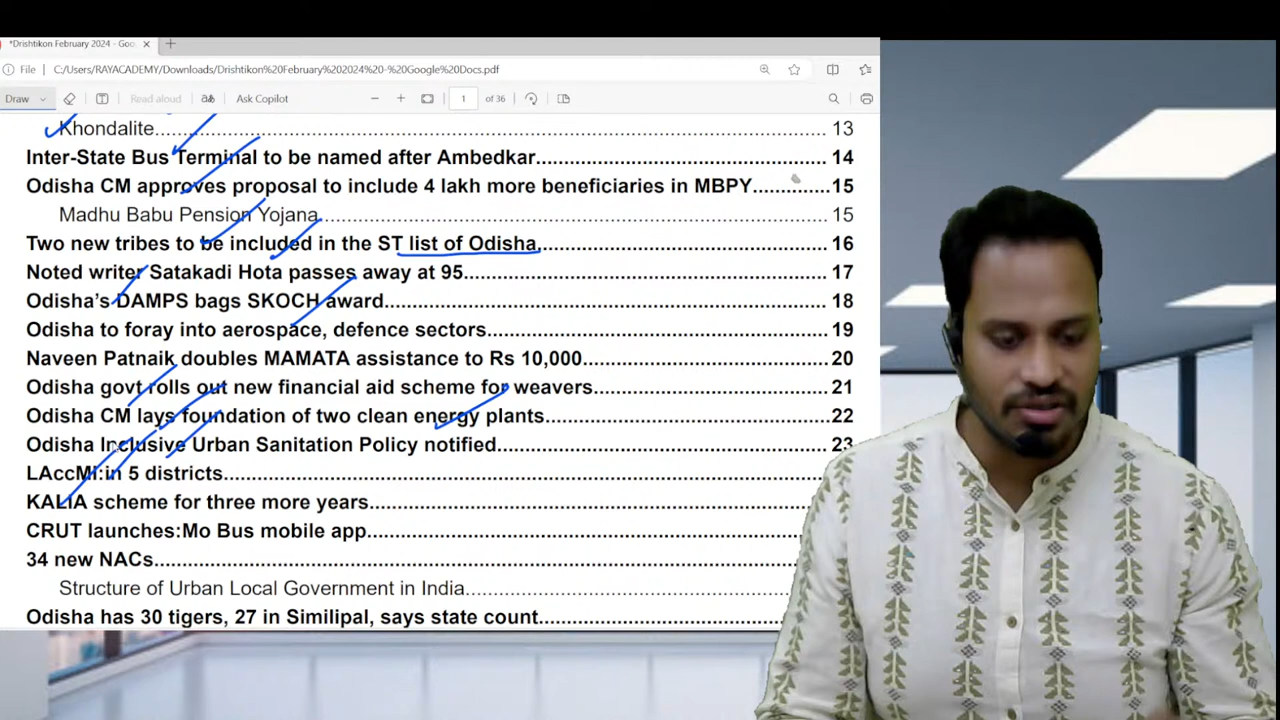 *Drishtikon February 2024 - Goo
File C:/Users/RAYACADEMY/Downloads/Drishtikon%20February%202024%20-%20Google%20Docs.pdf
Draw Read aloud Ask Copilot 1 of 36
Khondalite 13
Inter-State Bus Terminal to be named after Ambedkar 14
Odisha CM approves proposal to include 4 lakh more beneficiaries in MBPY 15
Madhu Babu Pension Yojana 15
Two new tribes to be included in the ST list of Odisha 16
Noted writer Satakadi Hota passes away at 95 17
Odisha’s DAMPS bags SKOCH award 18
Odisha to foray into aerospace, defence sectors 19
Naveen Patnaik doubles MAMATA assistance to Rs 10,000 20
Odisha govt rolls out new financial aid scheme for weavers 21
Odisha CM lays foundation of two clean energy plants 22
Odisha Inclusive Urban Sanitation Policy notified 23
LAccMI:in 5 districts
KALIA scheme for three more years
CRUT launches:Mo Bus mobile app
34 new NACs
Structure of Urban Local Government in India
Odisha has 30 tigers, 27 in Similipal, says state count